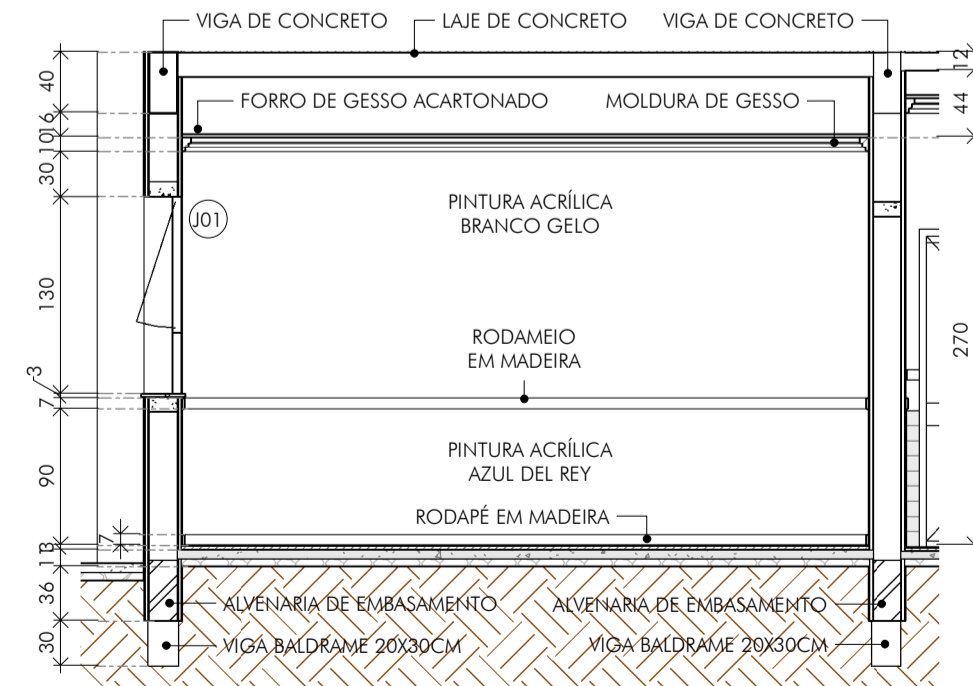 VIGA DE CONCRETO
LAJE DE CONCRETO
VIGA DE CONCRETO
40
12
44
FORRO DE GESSO ACARTONADO
MOLDURA DE GESSO
16
10
30
PINTURA ACRÍLICA
BRANCO GELO
J01
130
270
RODAMEIO
EM MADEIRA
3
7
PINTURA ACRÍLICA
AZUL DEL REY
90
RODAPÉ EM MADEIRA
7
36
ALVENARIA DE EMBASAMENTO
ALVENARIA DE EMBASAMENTO
30
VIGA BALDRAME 20X30CM
VIGA BALDRAME 20X30CM